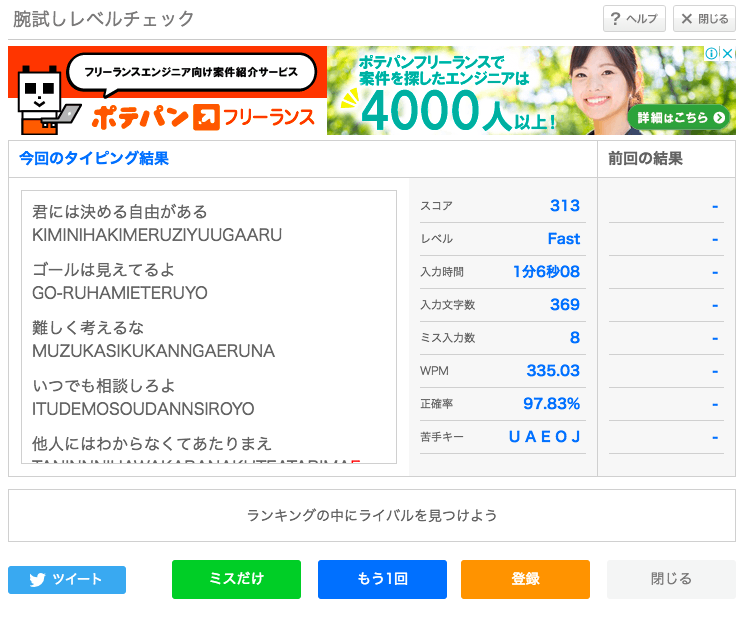 腕試しレベルチェック
? ヘルプ
× 閉じる
フリーランスエンジニア向け案件紹介サービス
ポテパン フリーランス
ポテパンフリーランスで
案件を探したエンジニアは
4000人以上!
詳細はこちら
今回のタイピング結果
前回の結果
君には決める自由がある
KIMINIHAKIMERUZIYUUGAARU
ゴールは見えてるよ
GO-RUHAMIETERUYO
難しく考えるな
MUZUKASIKUKANNGAERUNA
いつでも相談しろよ
ITUDEMOSOUDANNSIROYO
他人にはわからなくてあたりまえ
スコア 313 -
レベル Fast -
入力時間 1分6秒08 -
入力文字数 369 -
ミス入力数 8 -
WPM 335.03 -
正確率 97.83% -
苦手キー U A E O J -
ランキングの中にライバルを見つけよう
ツイート
ミスだけ
もう1回
登録
閉じる